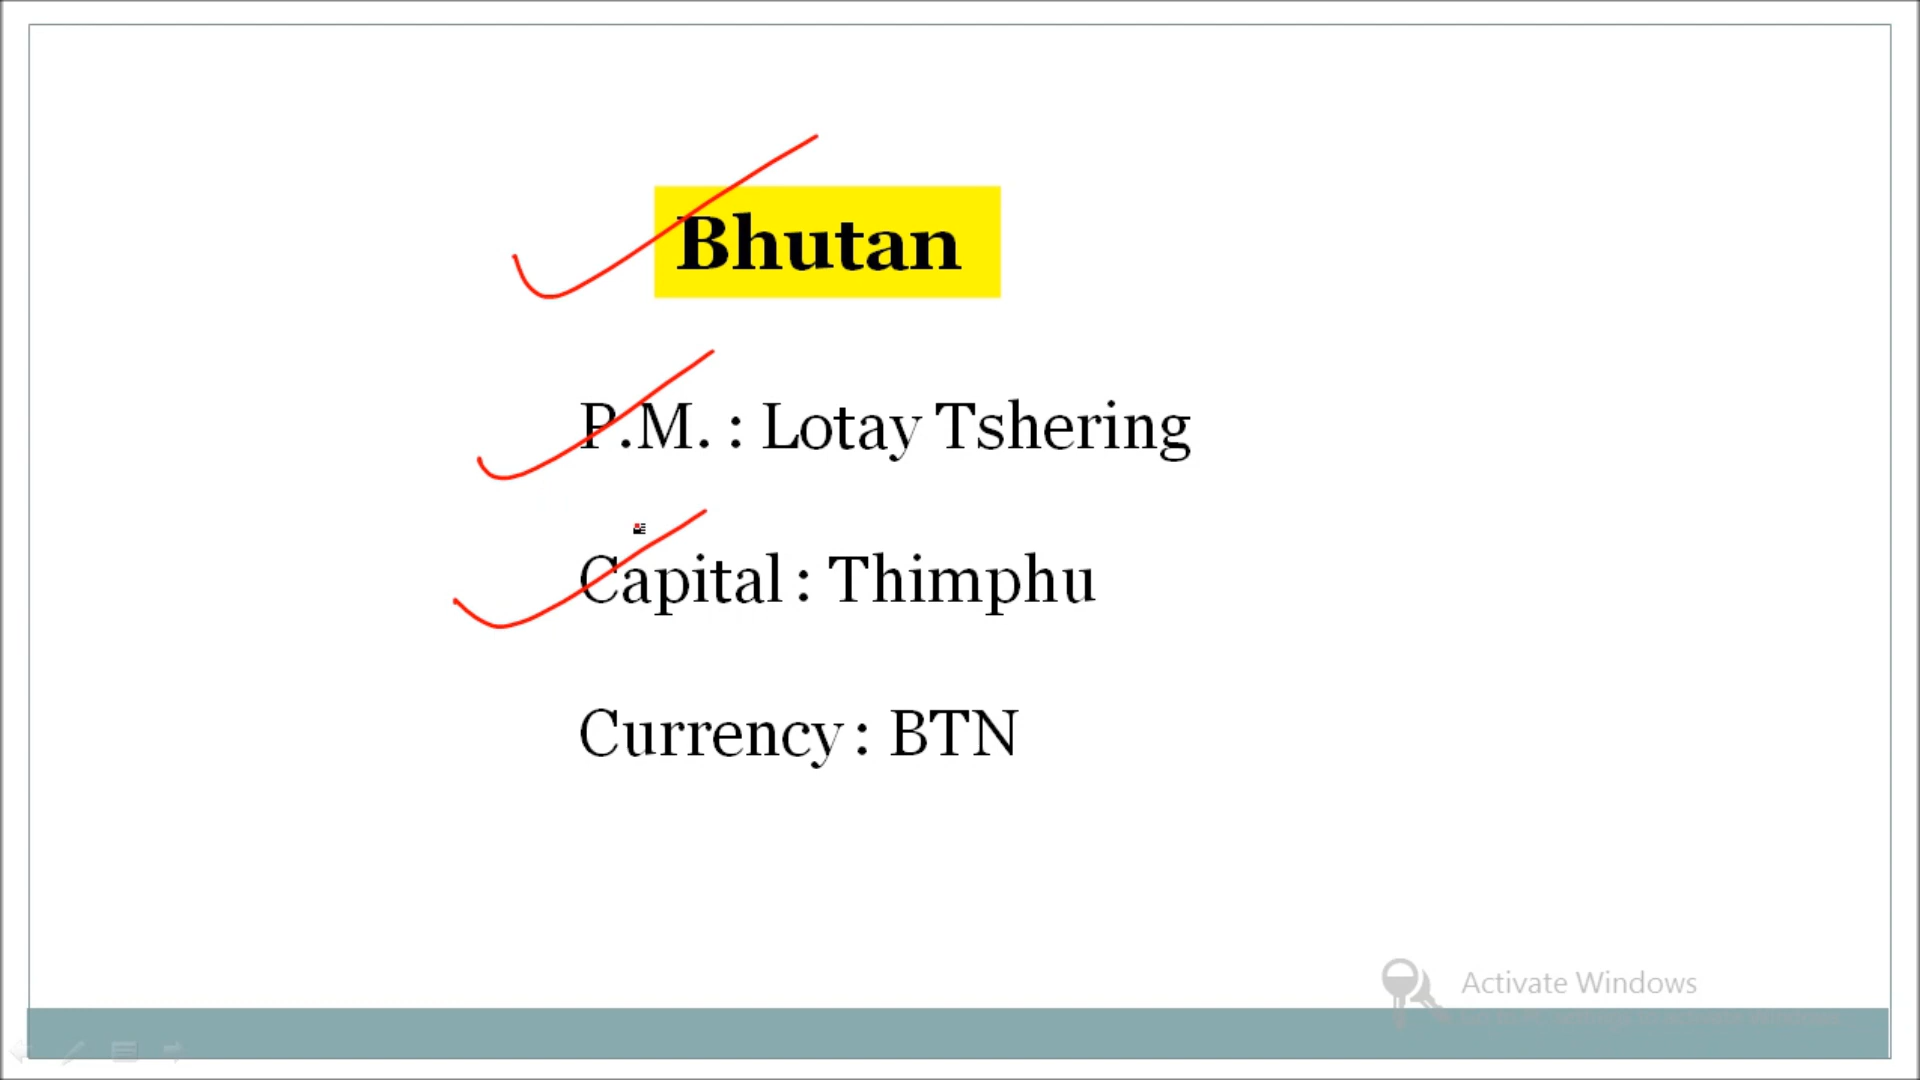 Bhutan
P.M. : Lotay Tshering
Capital : Thimphu
Currency : BTN
Activate Windows